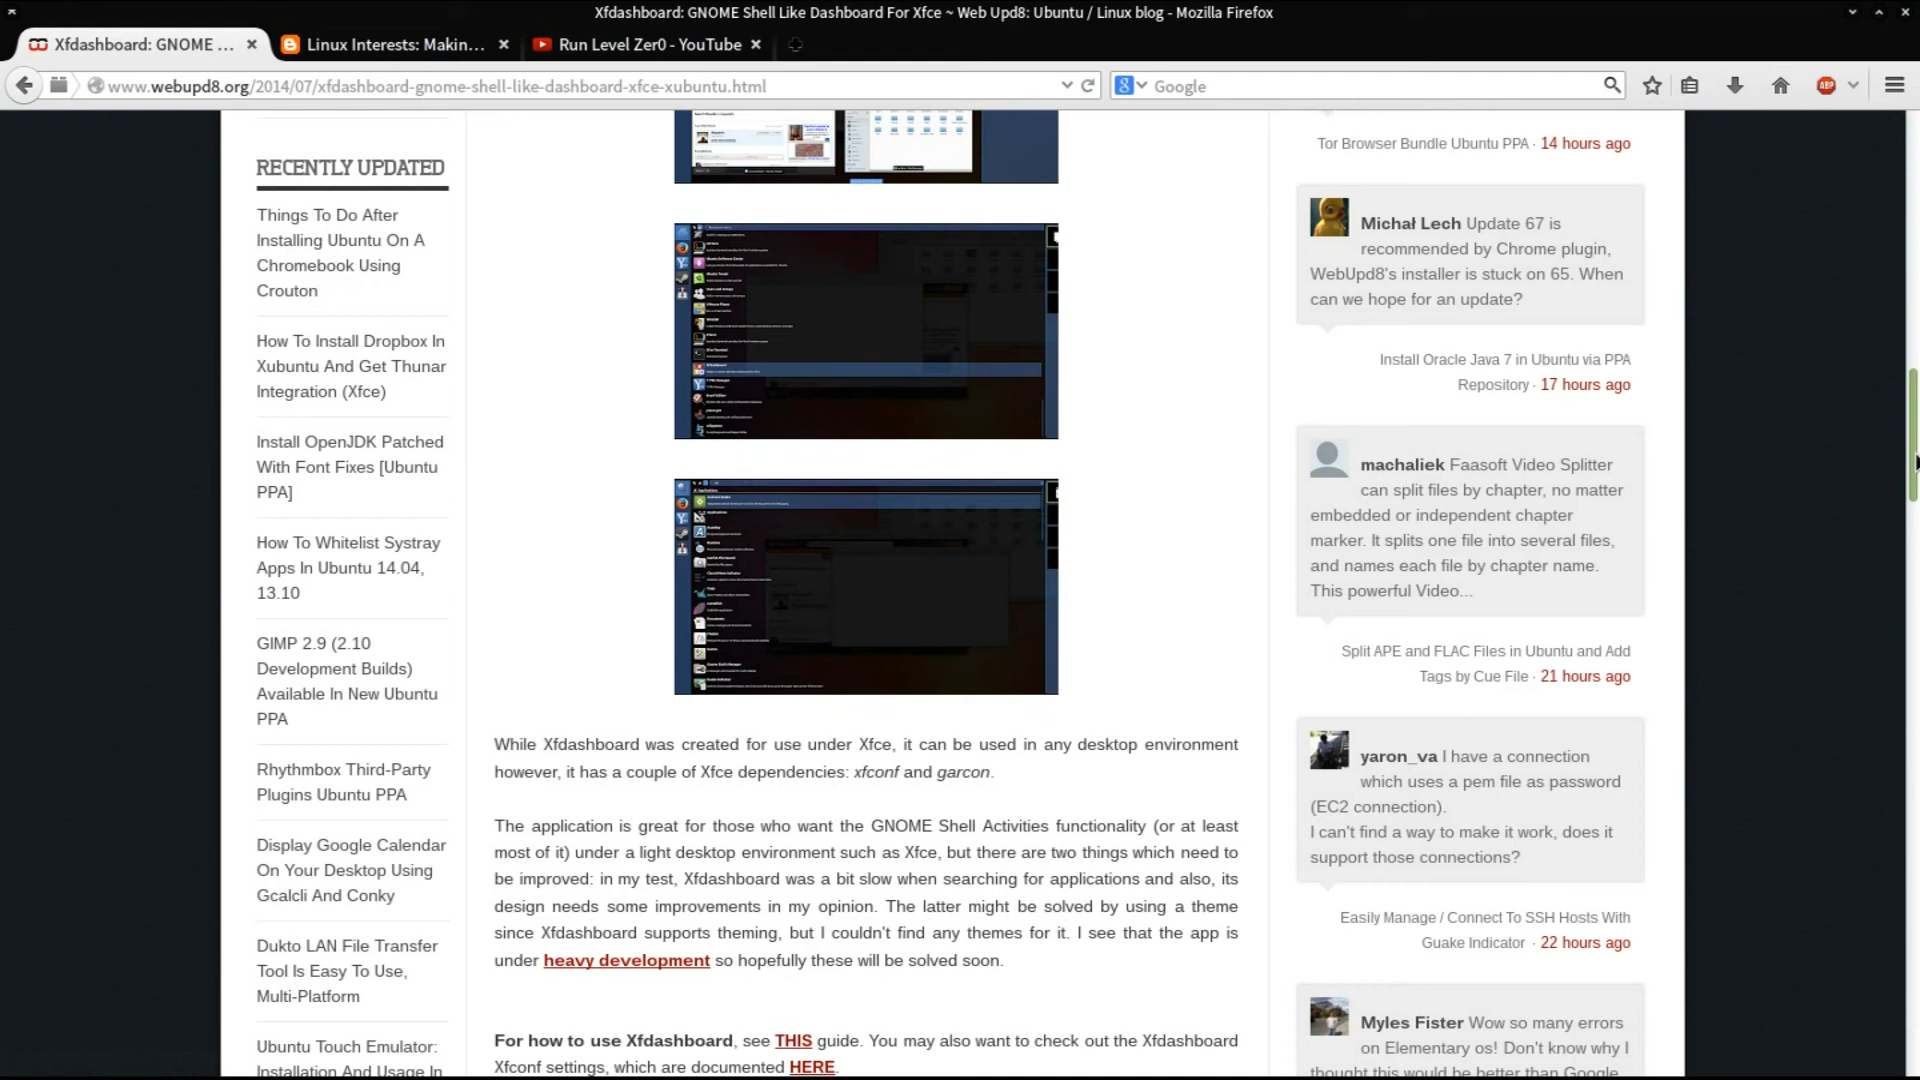 Xfdashboard: GNOME Shell Like Dashboard For Xfce ~ Web Upd8: Ubuntu / Linux blog - Mozilla Firefox
Xfdashboard: GNOME ...
Linux Interests: Makin...
Run Level Zer0 - YouTube
www.webupd8.org/2014/07/xfdashboard-gnome-shell-like-dashboard-xfce-xubuntu.html
Google
ABP
RECENTLY UPDATED
Things To Do After
Installing Ubuntu On A
Chromebook Using
Crouton
How To Install Dropbox In
Xubuntu And Get Thunar
Integration (Xfce)
Install OpenJDK Patched
With Font Fixes [Ubuntu
PPA]
How To Whitelist Systray
Apps In Ubuntu 14.04,
13.10
GIMP 2.9 (2.10
Development Builds)
Available In New Ubuntu
PPA
Rhythmbox Third-Party
Plugins Ubuntu PPA
Display Google Calendar
On Your Desktop Using
Gcalcli And Conky
Dukto LAN File Transfer
Tool Is Easy To Use,
Multi-Platform
Ubuntu Touch Emulator:
Installation And Usage In
While Xfdashboard was created for use under Xfce, it can be used in any desktop environment
however, it has a couple of Xfce dependencies: xfconf and garcon.
The application is great for those who want the GNOME Shell Activities functionality (or at least
most of it) under a light desktop environment such as Xfce, but there are two things which need to
be improved: in my test, Xfdashboard was a bit slow when searching for applications and also, its
design needs some improvements in my opinion. The latter might be solved by using a theme
since Xfdashboard supports theming, but I couldn't find any themes for it. I see that the app is
under heavy development so hopefully these will be solved soon.
For how to use Xfdashboard, see THIS guide. You may also want to check out the Xfdashboard
Xfconf settings, which are documented HERE.
Tor Browser Bundle Ubuntu PPA · 14 hours ago
Michał Lech Update 67 is
recommended by Chrome plugin,
WebUpd8's installer is stuck on 65. When
can we hope for an update?
Install Oracle Java 7 in Ubuntu via PPA
Repository · 17 hours ago
machaliek Faasoft Video Splitter
can split files by chapter, no matter
embedded or independent chapter
marker. It splits one file into several files,
and names each file by chapter name.
This powerful Video...
Split APE and FLAC Files in Ubuntu and Add
Tags by Cue File · 21 hours ago
yaron_va I have a connection
which uses a pem file as password
(EC2 connection).
I can't find a way to make it work, does it
support those connections?
Easily Manage / Connect To SSH Hosts With
Guake Indicator · 22 hours ago
Myles Fister Wow so many errors
on Elementary os! Don't know why I
thought this would be better than Google